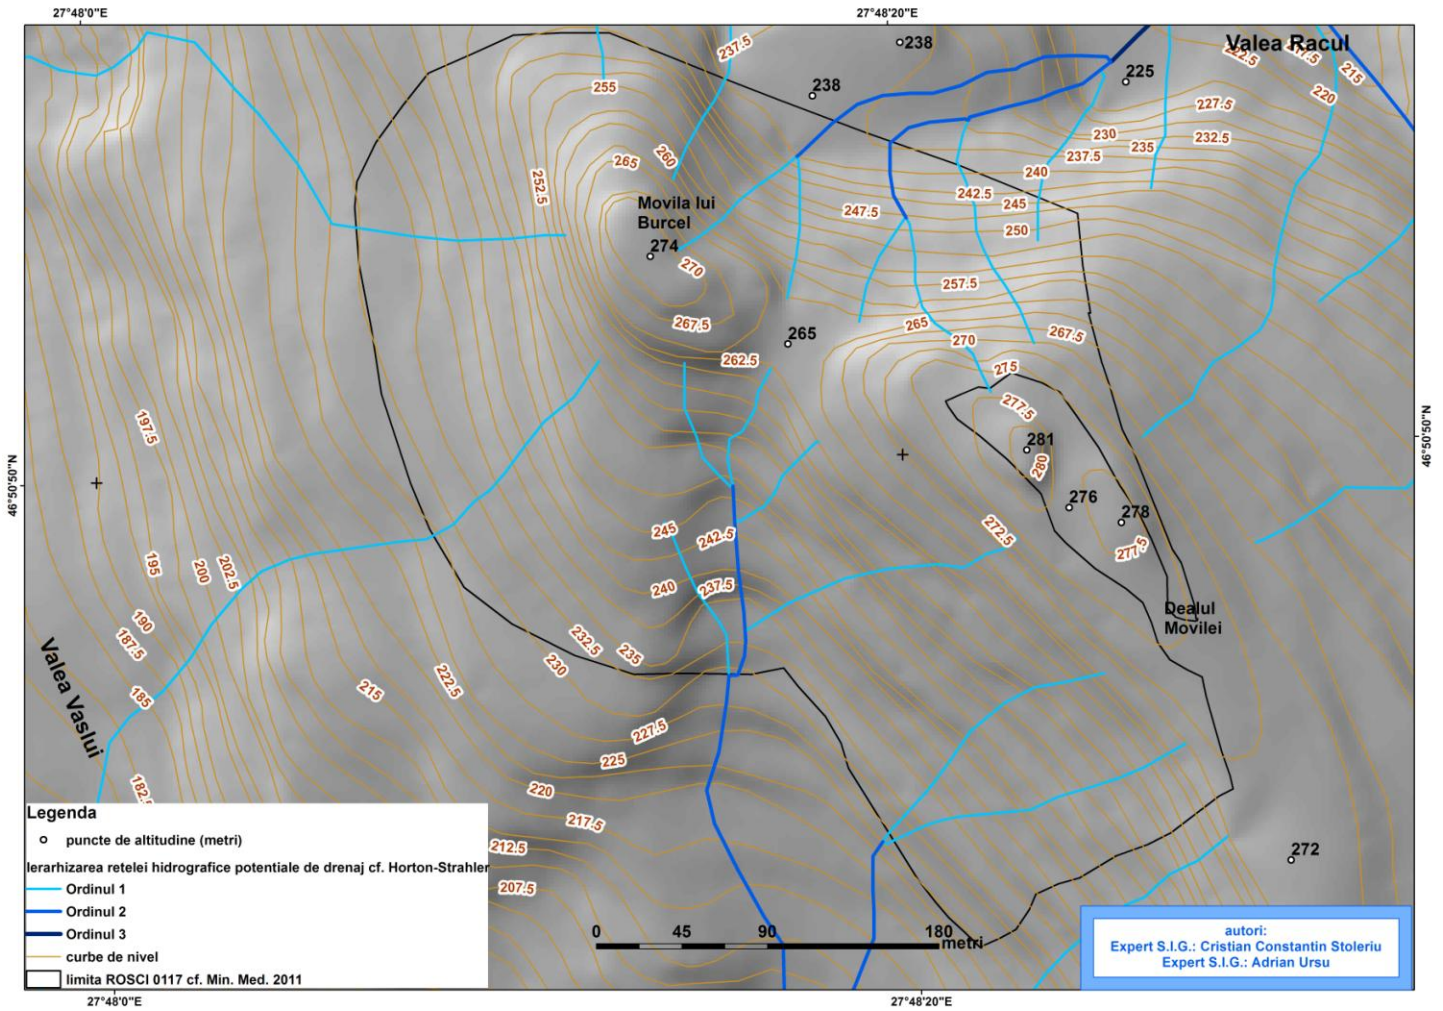 27°48'0"E
27°48'20"E
237.5
238
Valea Racul
225
215
238
255
220
227.5
230
232.5
235
237.5
265
260
240
252.5
242.5
Movila lui
Burcel
247.5
245
250
274
270
257.5
267.5
265
267.5
265
270
262.5
275
277.5
197.5
281
280
46°50'50"N
46°50'50"N
276
278
272.5
245
242.5
277.5
195
200
202.5
240
237.5
190
187.5
Dealul
Movilei
232.5
235
230
Valea Vaslui
185
215
222.5
227.5
225
220
217.5
212.5
207.5
272
Legenda
puncte de altitudine (metri)
Ierarhizarea retelei hidrografice potentiale de drenaj cf. Horton-Strahler
Ordinul 1
Ordinul 2
Ordinul 3
curbe de nivel
limita ROSCI 0117 cf. Min. Med. 2011
0 45 90 180
metri
autori:
Expert S.I.G.: Cristian Constantin Stoleriu
Expert S.I.G.: Adrian Ursu
27°48'0"E
27°48'20"E